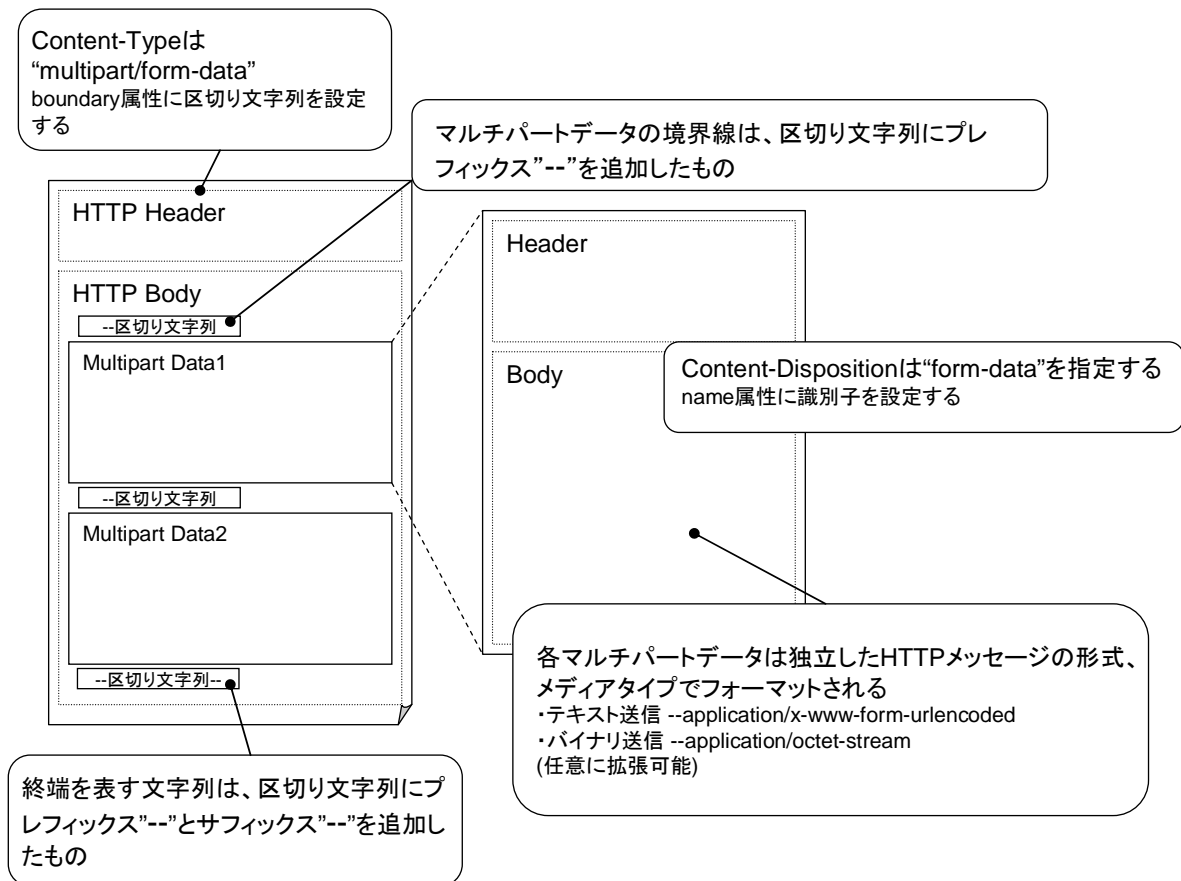 Content-Typeは
“multipart/form-data”
boundary属性に区切り文字列を設定
する
マルチパートデータの境界線は、区切り文字列にプレ
フィックス”--”を追加したもの
HTTP Header
HTTP Body
--区切り文字列
Multipart Data1
--区切り文字列
Multipart Data2
--区切り文字列--
Header
Body
Content-Dispositionは“form-data”を指定する
name属性に識別子を設定する
各マルチパートデータは独立したHTTPメッセージの形式、
メディアタイプでフォーマットされる
・テキスト送信 --application/x-www-form-urlencoded
・バイナリ送信 --application/octet-stream
(任意に拡張可能)
終端を表す文字列は、区切り文字列にプ
レフィックス”--”とサフィックス”--”を追加し
たもの